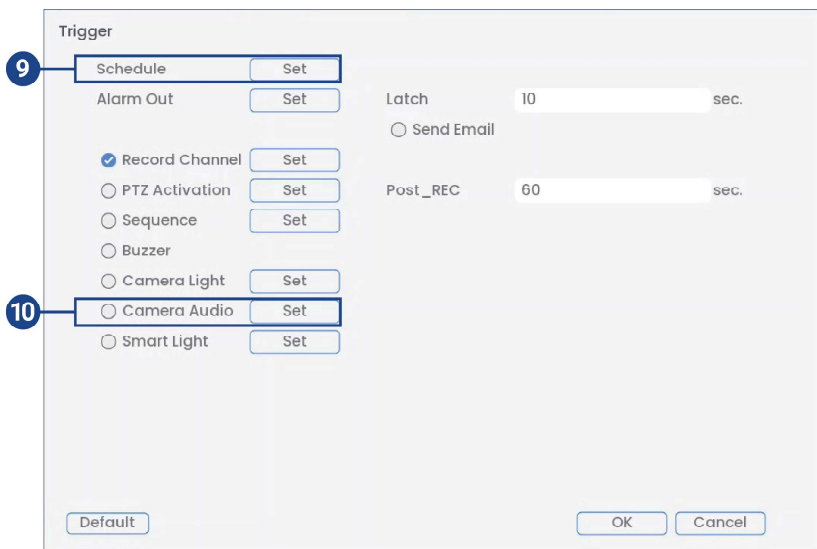 Trigger
9 Schedule Set
Alarm Out Set Latch 10 sec.
Send Email
Record Channel Set
PTZ Activation Set Post_REC 60 sec.
Sequence Set
Buzzer
Camera Light Set
10 Camera Audio Set
Smart Light Set
Default OK Cancel